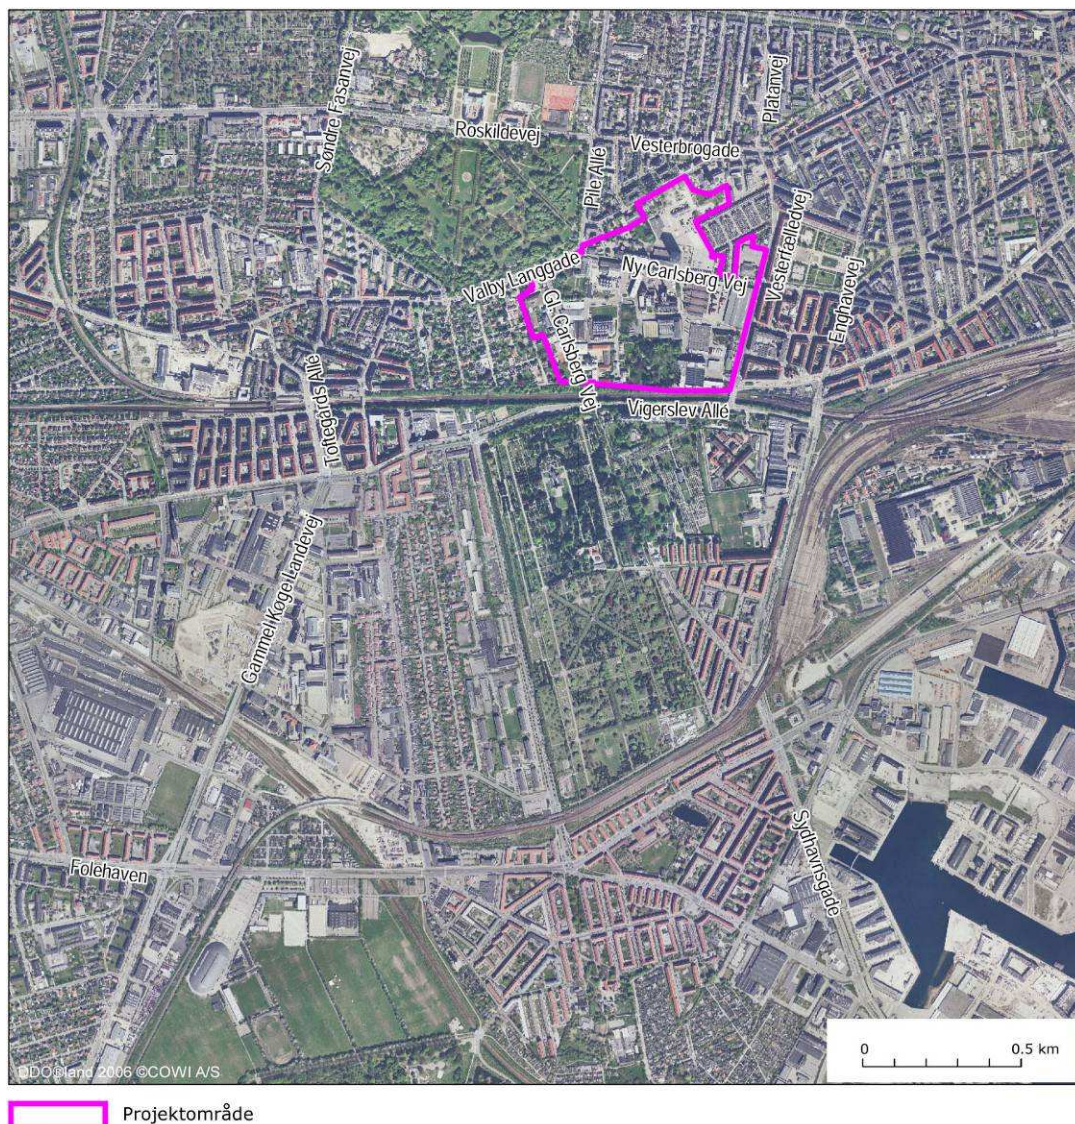 Søndre Fasanvej
Roskildevej
Pile Allé
Vesterbrogade
Platanvej
Valby Langgade
Gl. Carlsberg Vej
Ny Carlsberg Vej
Vesterfælledvej
Enghavevej
Vigerslev Allé
Toftegårds Allé
Gammel Køge Landevej
Folehaven
Sydhavnsgade
0 0.5 km
2006 ©COWI A/S
Projektområde